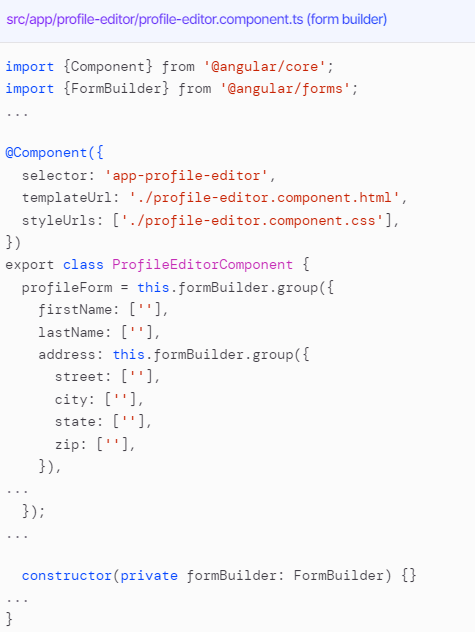 src/app/profile-editor/profile-editor.component.ts (form builder)
import {Component} from '@angular/core';
import {FormBuilder} from '@angular/forms';
...
@Component({
  selector: 'app-profile-editor',
  templateUrl: './profile-editor.component.html',
  styleUrls: ['./profile-editor.component.css'],
})
export class ProfileEditorComponent {
  profileForm = this.formBuilder.group({
    firstName: [''],
    lastName: [''],
    address: this.formBuilder.group({
      street: [''],
      city: [''],
      state: [''],
      zip: [''],
    }),
...
  });
...
  constructor(private formBuilder: FormBuilder) {}
...
}